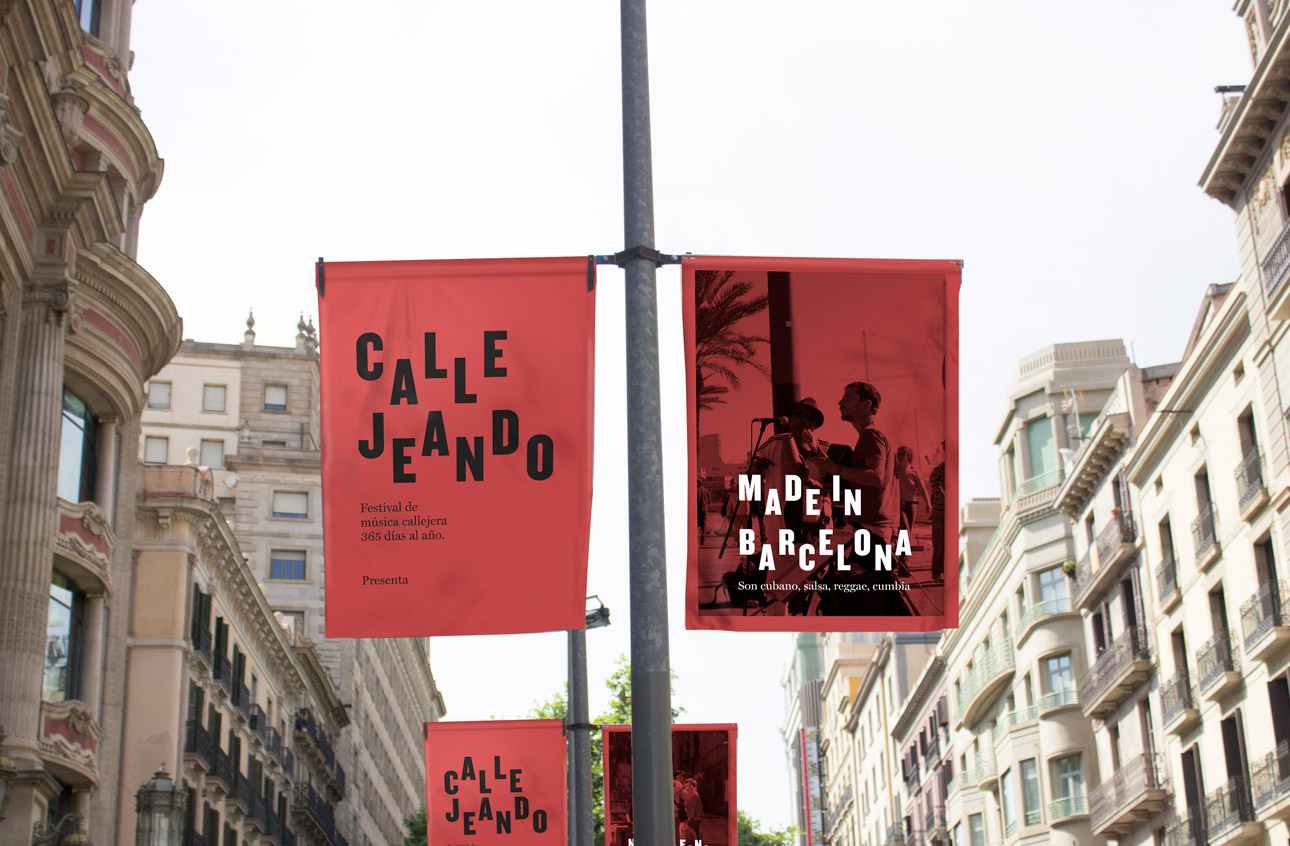 CALLE
JEANDO
Festival de
música callejera
365 días al año.
Presenta
MADE IN
BARCELONA
Son cubano, salsa, reggae, cumbia
CALLE
JEANDO